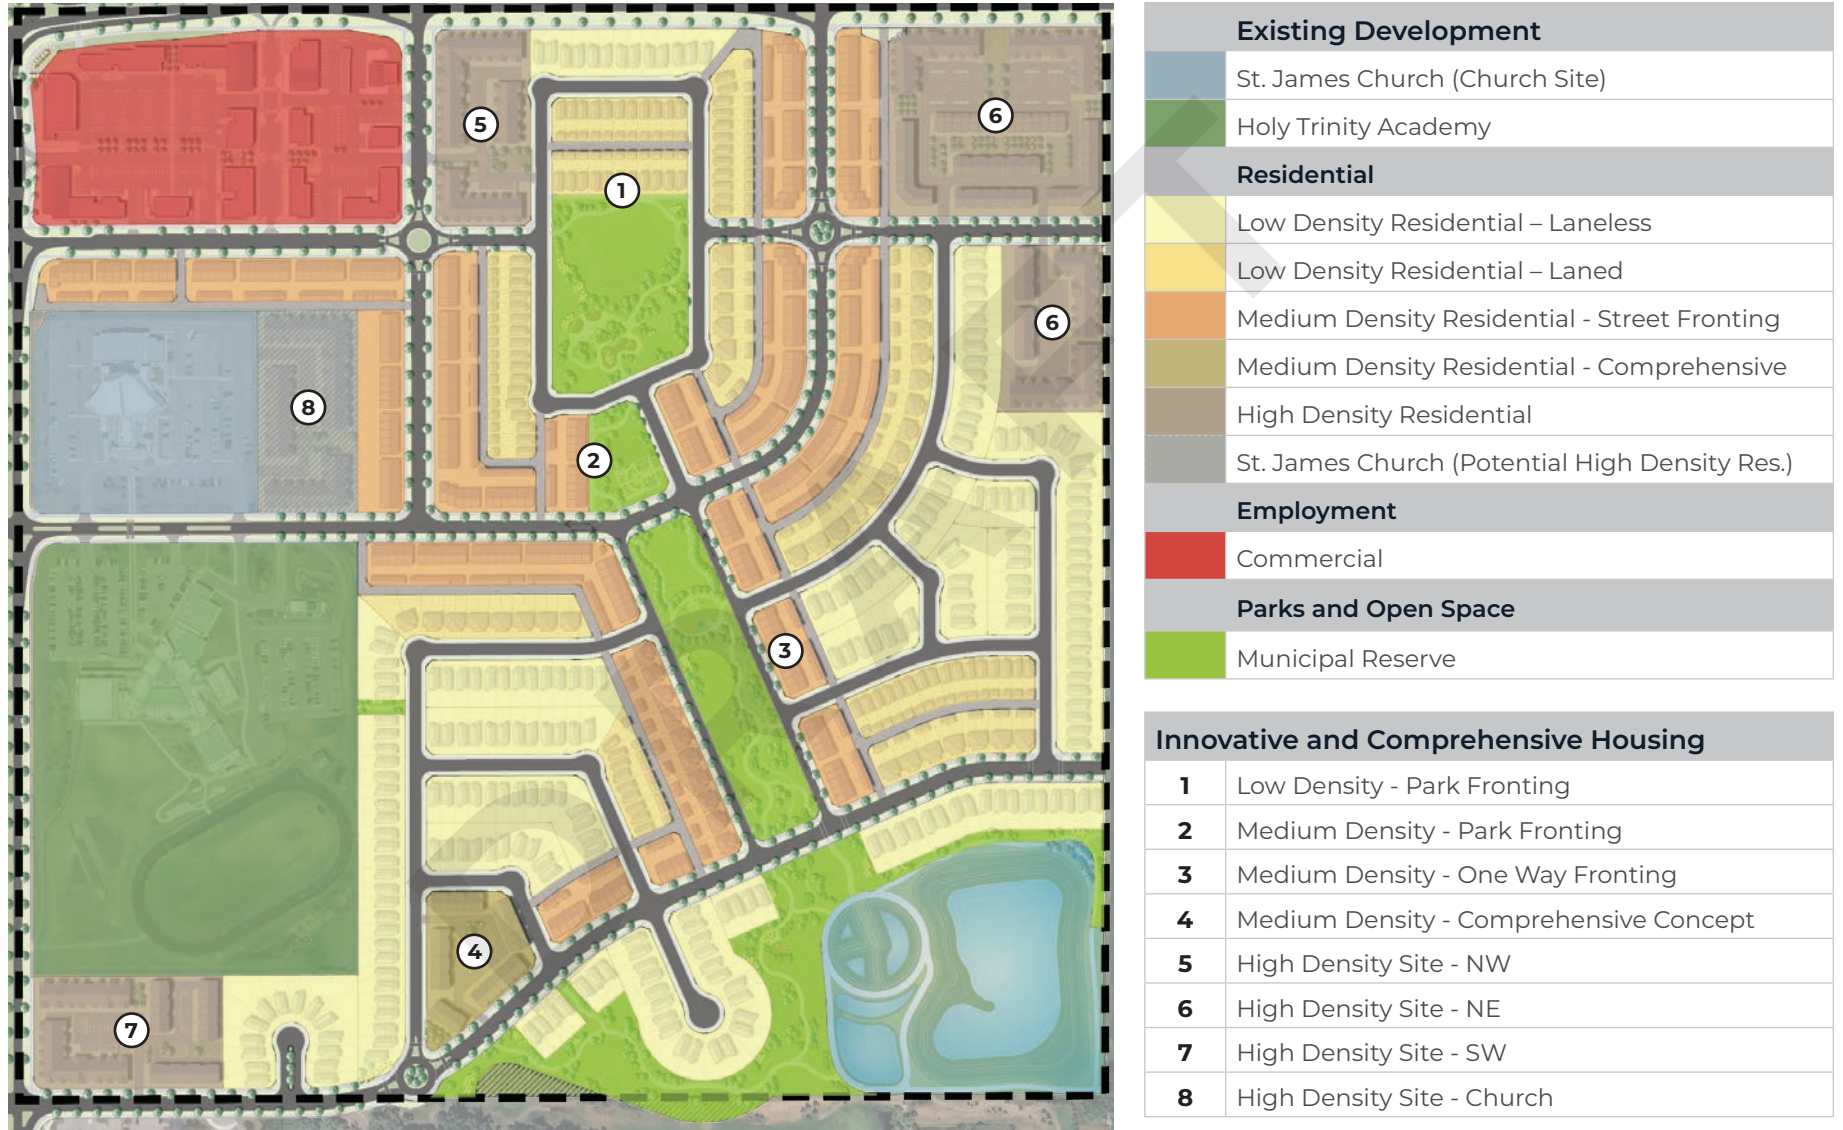 5
6
1
6
8
2
3
4
7
DRAFT
Existing Development
St. James Church (Church Site)
Holy Trinity Academy
Residential
Low Density Residential – Laneless
Low Density Residential – Laned
Medium Density Residential - Street Fronting
Medium Density Residential - Comprehensive
High Density Residential
St. James Church (Potential High Density Res.)
Employment
Commercial
Parks and Open Space
Municipal Reserve
Innovative and Comprehensive Housing
1 Low Density - Park Fronting
2 Medium Density - Park Fronting
3 Medium Density - One Way Fronting
4 Medium Density - Comprehensive Concept
5 High Density Site - NW
6 High Density Site - NE
7 High Density Site - SW
8 High Density Site - Church